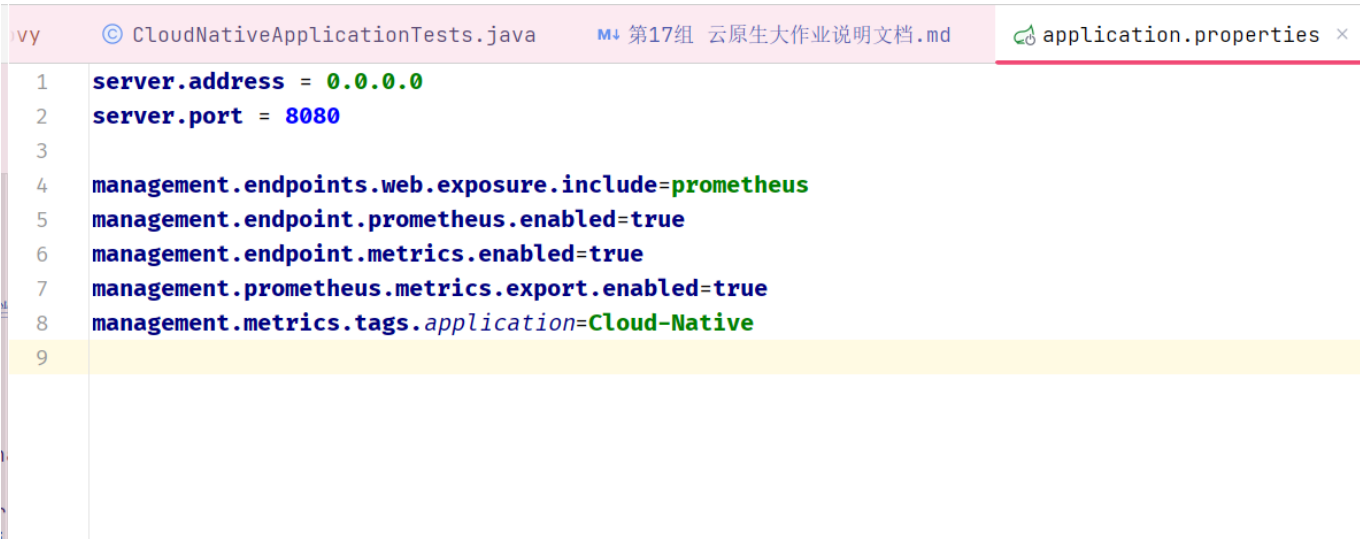 vy CloudNativeApplicationTests.java M↓ 第17组 云原生大作业说明文档.md application.properties ×
1 server.address = 0.0.0.0
2 server.port = 8080
3
4 management.endpoints.web.exposure.include=prometheus
5 management.endpoint.prometheus.enabled=true
6 management.endpoint.metrics.enabled=true
7 management.prometheus.metrics.export.enabled=true
8 management.metrics.tags.application=Cloud-Native
9